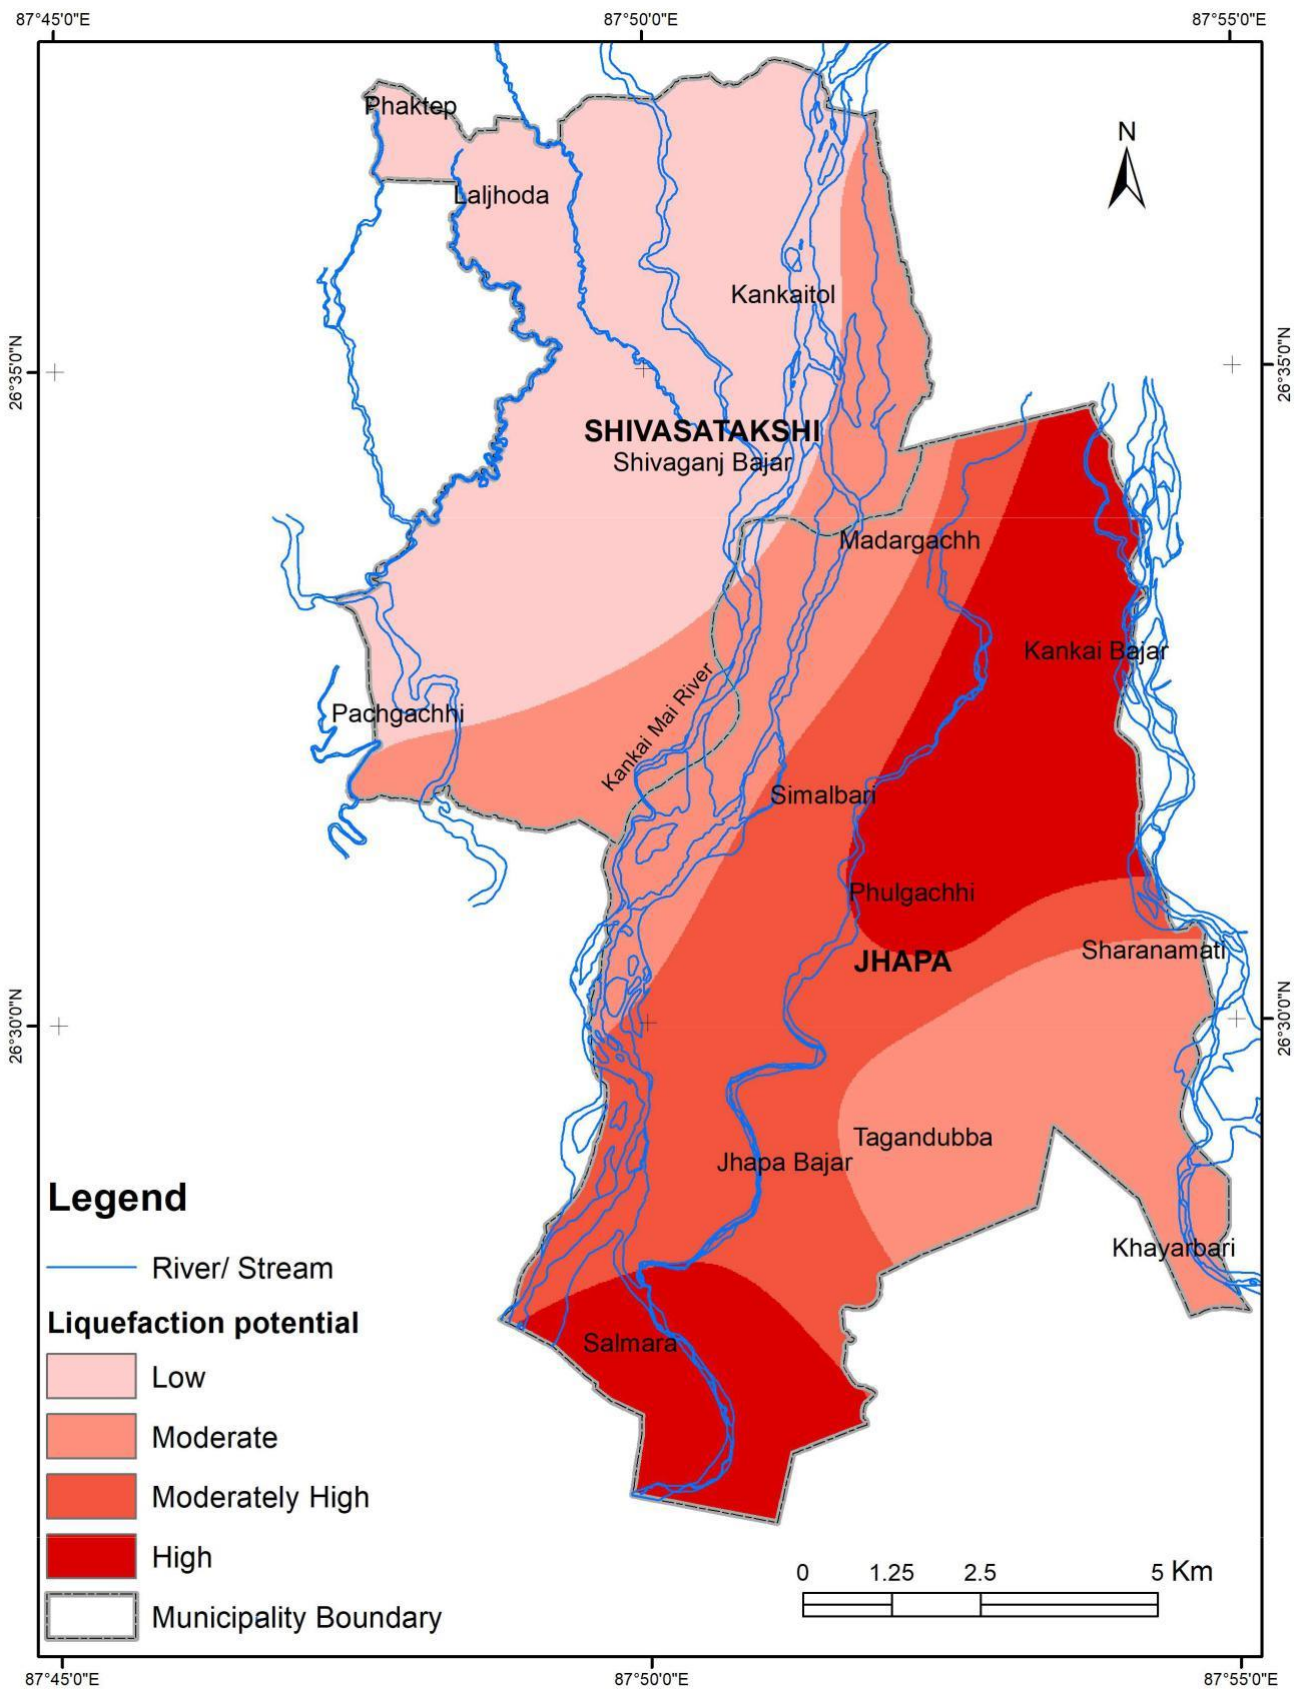 87°45'0"E
87°50'0"E
87°55'0"E
Phaktep
N
Laljhoda
Kankaitol
26°35'0"N
26°35'0"N
SHIVASATAKSHI
Shivaganj Bajar
Madargachh
Kankai Bajar
Pachgachhi
Kankai Mai River
Simalbari
Phulgachhi
Sharanamati
JHAPA
26°30'0"N
26°30'0"N
Tagandubba
Jhapa Bajar
Khayarbari
Salmara
Legend
River/ Stream
Liquefaction potential
Low
Moderate
Moderately High
High
Municipality Boundary
0 1.25 2.5 5 Km
87°45'0"E
87°50'0"E
87°55'0"E